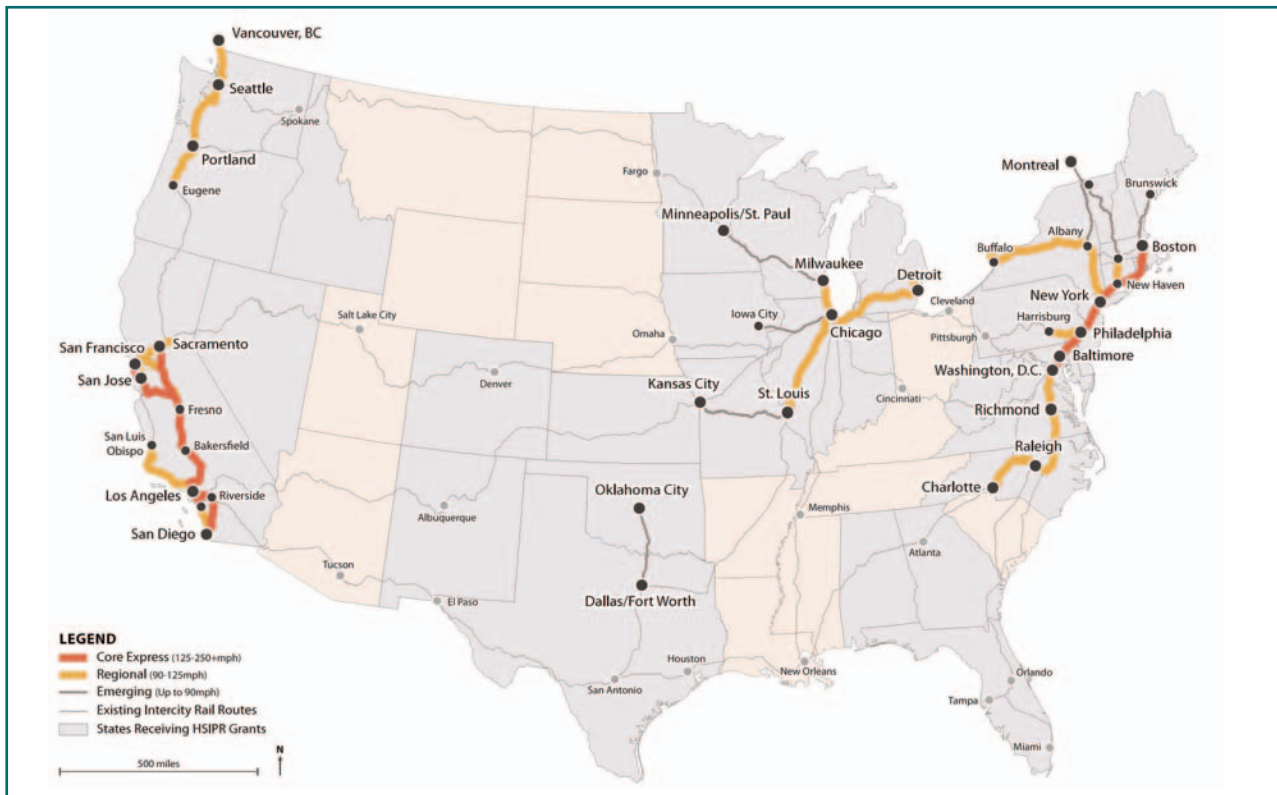 Vancouver, BC
Seattle
Spokane
Portland
Eugene
Fargo
Minneapolis/St. Paul
Montreal
Brunswick
Albany
Buffalo
Boston
Milwaukee
Detroit
New Haven
New York
Cleveland
Harrisburg
Iowa City
Chicago
Salt Lake City
Omaha
Pittsburgh
Philadelphia
Baltimore
San Francisco
Sacramento
Washington, D.C.
San Jose
Denver
Kansas City
St. Louis
Cincinnati
Richmond
Fresno
San Luis
Obispo
Bakersfield
Raleigh
Los Angeles
Riverside
Charlotte
Oklahoma City
Albuquerque
Memphis
San Diego
Atlanta
Tucson
El Paso
Dallas/Fort Worth
Houston
New Orleans
San Antonio
Orlando
Tampa
Miami
LEGEND
Core Express (125-250+mph)
Regional (90-125mph)
Emerging (Up to 90mph)
Existing Intercity Rail Routes
States Receiving HSIPR Grants
N
500 miles